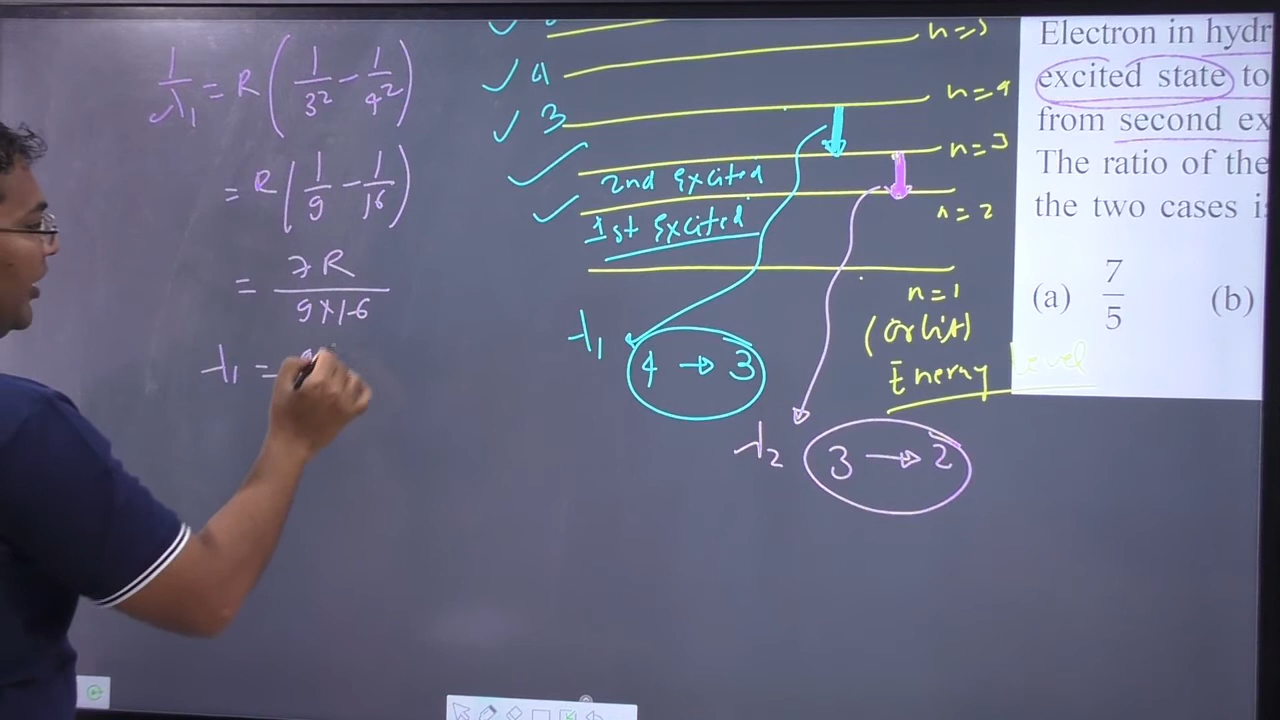 1/λ₁ = R(1/3² - 1/4²)
= R(1/9 - 1/16)
= 7R/(9×16)
λ₁ =
n=5
4
n=4
3
n=3
2nd Excited
n=2
1st Excited
n=1
(orbit)
Energy level
λ₁
4 → 3
λ₂
3 → 2
Electron in hydr
excited state to
from second ex
The ratio of the
the two cases is
(a) 7/5 (b)